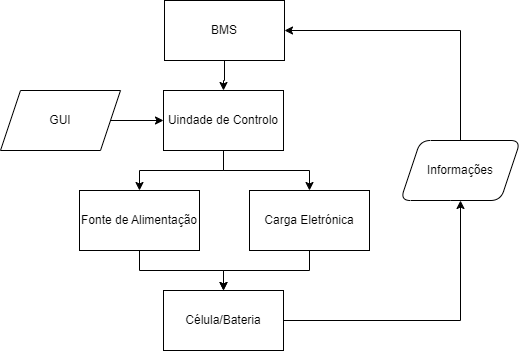 BMS
GUI
Uindade de Controlo
Informações
Fonte de Alimentação
Carga Eletrónica
Célula/Bateria